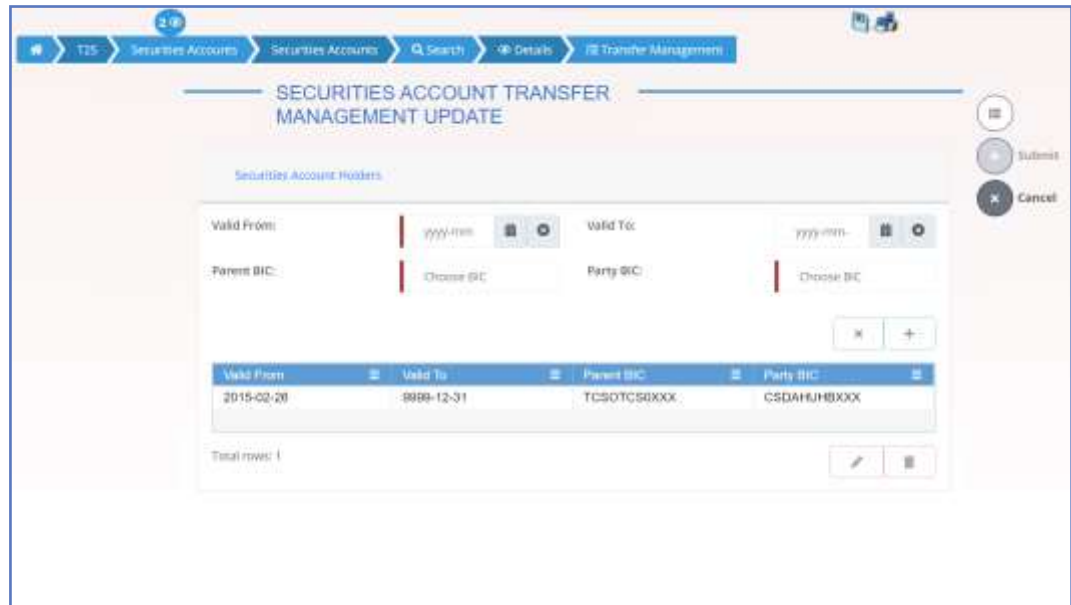 2
T2S Securities Accounts Securities Accounts Search Details Transfer Management
SECURITIES ACCOUNT TRANSFER
MANAGEMENT UPDATE
Submit
Cancel
Securities Account Holders
Valid From: yyyy-mm- Valid To: yyyy-mm-
Parent BIC: Choose BIC Party BIC: Choose BIC
Valid From Valid To Parent BIC Party BIC
2015-02-26 9999-12-31 TCSOTCS0XXX CSDAHUHBXXX
Total rows: 1